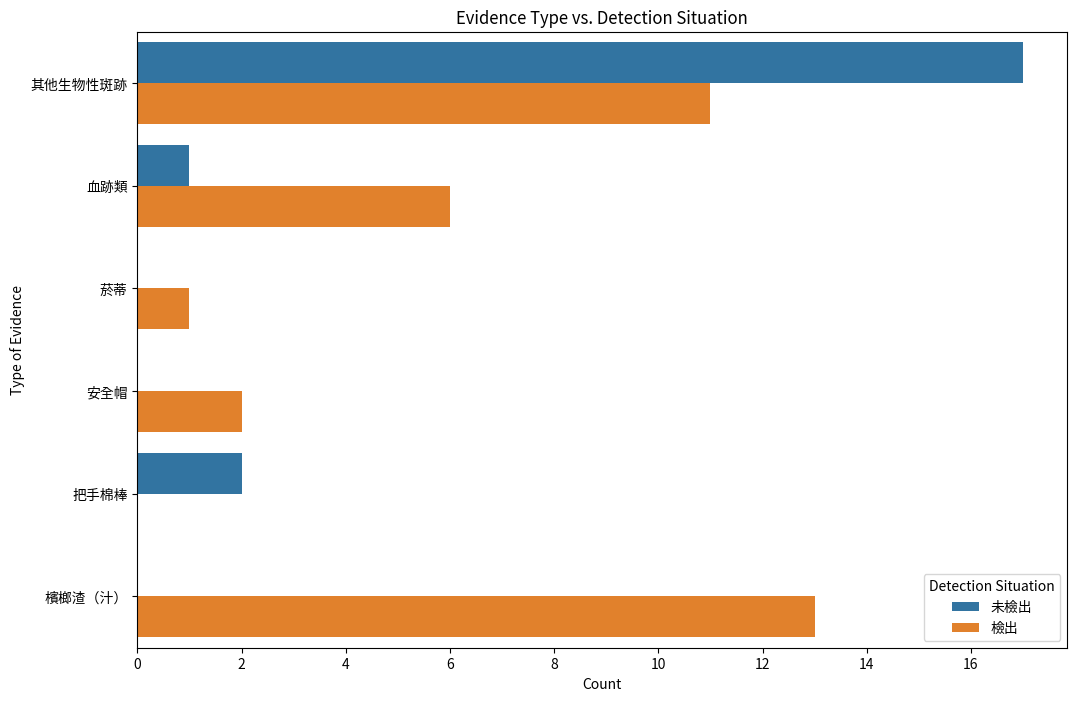 Evidence Type vs. Detection Situation
其他生物性斑跡
血跡類
菸蒂
安全帽
把手棉棒
檳榔渣（汁）
Type of Evidence
0 2 4 6 8 10 12 14 16
Count
Detection Situation
未檢出
檢出